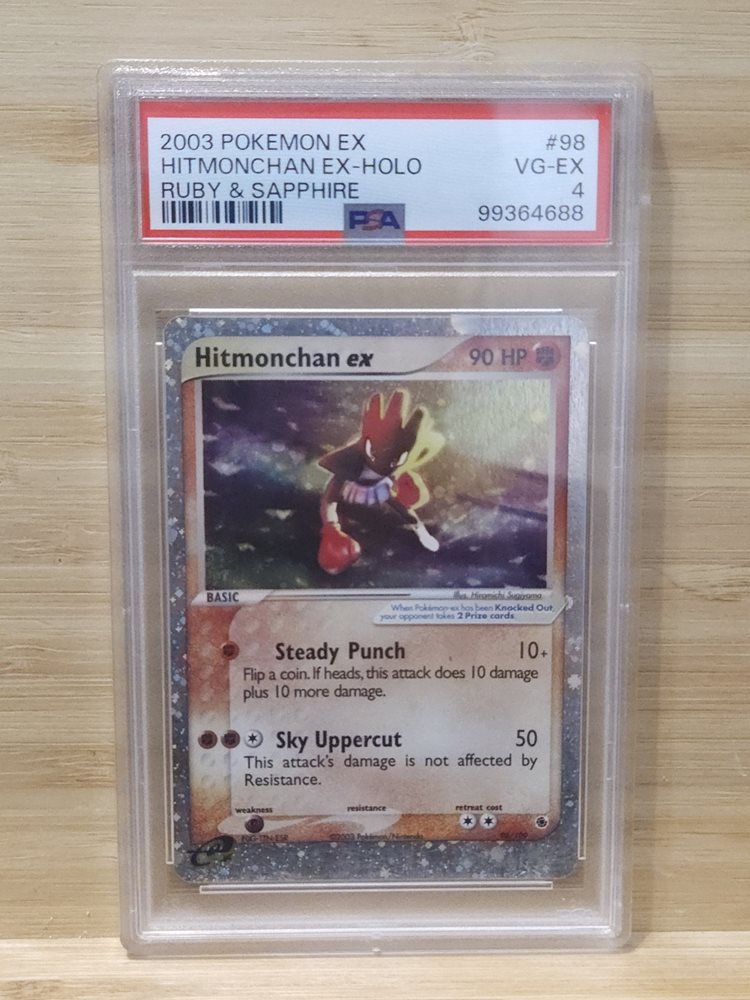 2003 POKEMON EX #98
HITMONCHAN EX-HOLO VG-EX
RUBY & SAPPHIRE 4
PSA 99364688
Hitmonchan ex 90 HP
BASIC
Illus. Hiromichi Sugiyama
When Pokémon-ex has been Knocked Out,
your opponent takes 2 Prize cards.
Steady Punch 10+
Flip a coin. If heads, this attack does 10 damage
plus 10 more damage.
Sky Uppercut 50
This attack's damage is not affected by
Resistance.
weakness resistance retreat cost
©2003 Pokémon/Nintendo
e